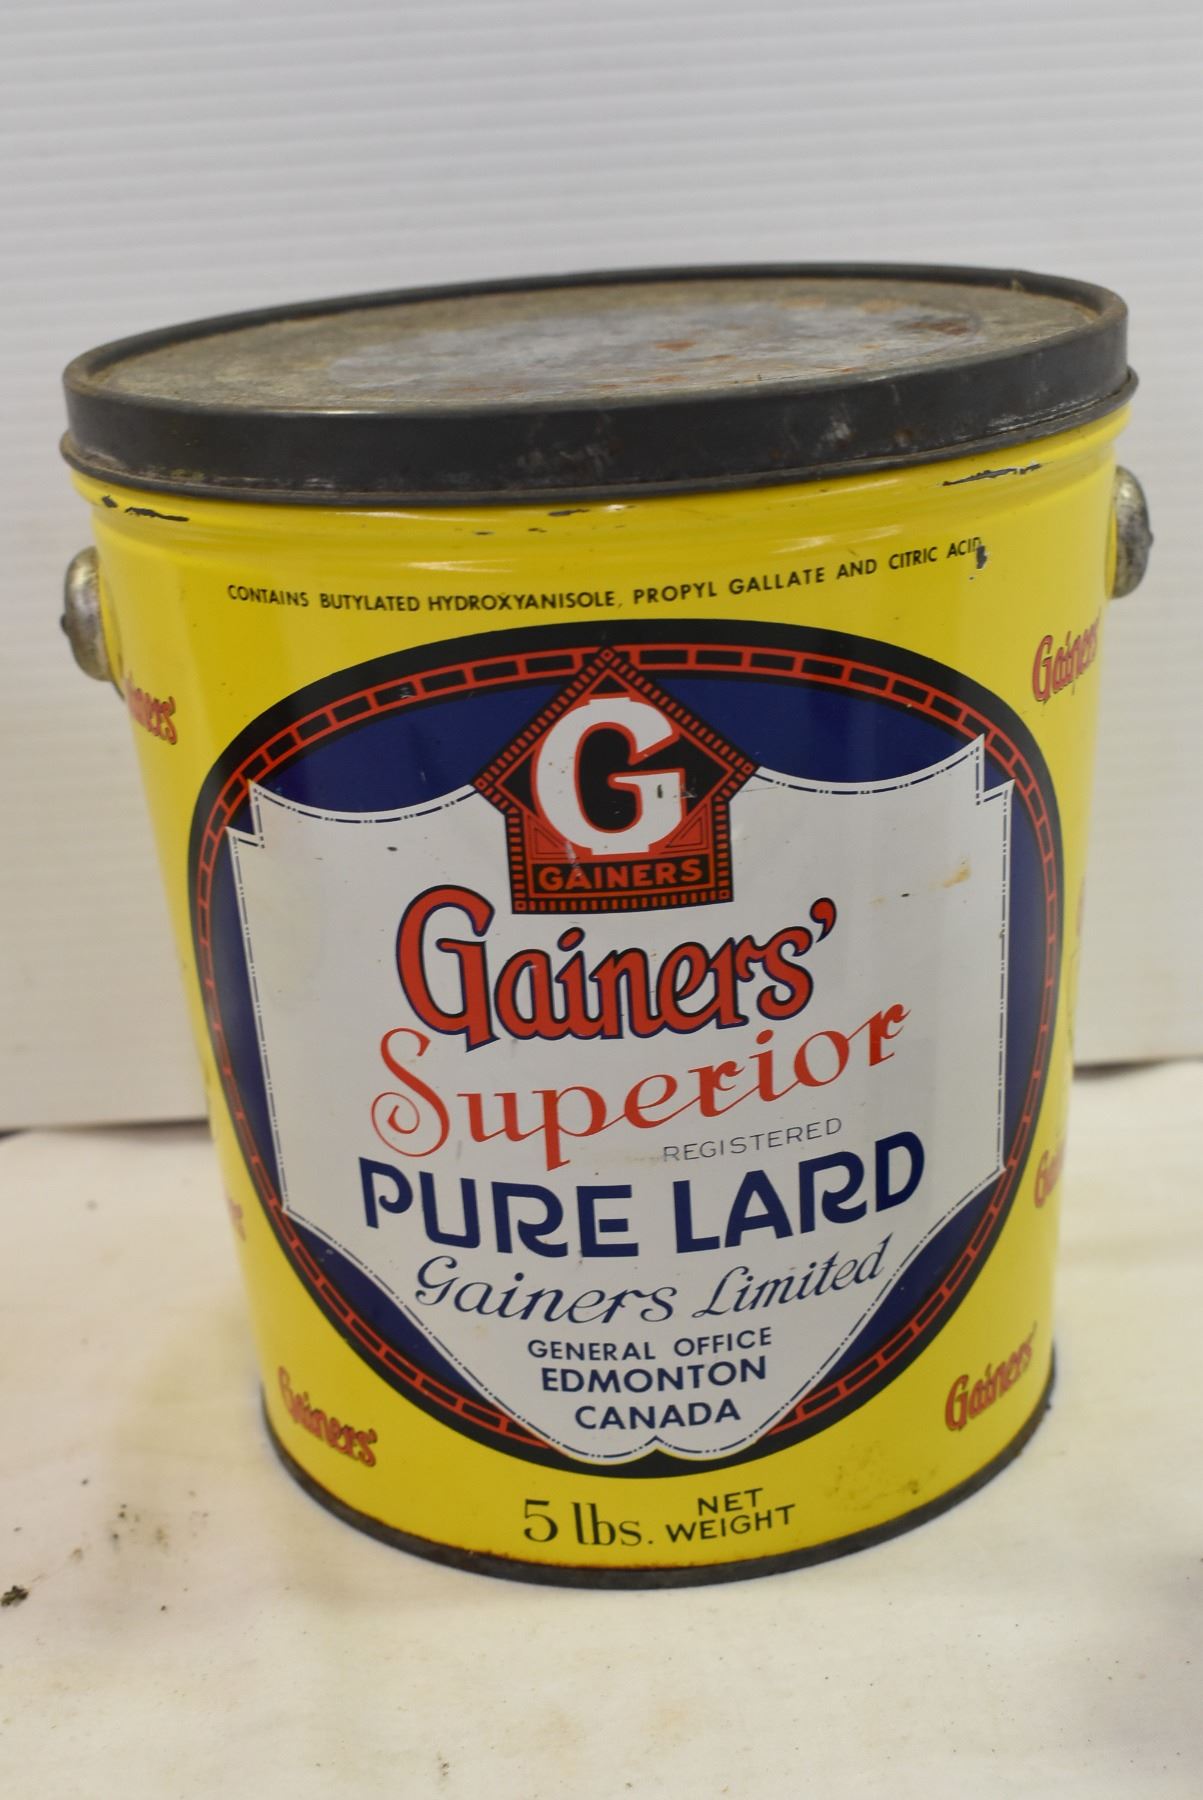 CONTAINS BUTYLATED HYDROXYANISOLE, PROPYL GALLATE AND CITRIC ACID
Gainers'
G
GAINERS
Gainers'
Superior
REGISTERED
PURE LARD
Gainers Limited
GENERAL OFFICE
EDMONTON
CANADA
Gainers'
Gainers'
5 lbs. NET WEIGHT